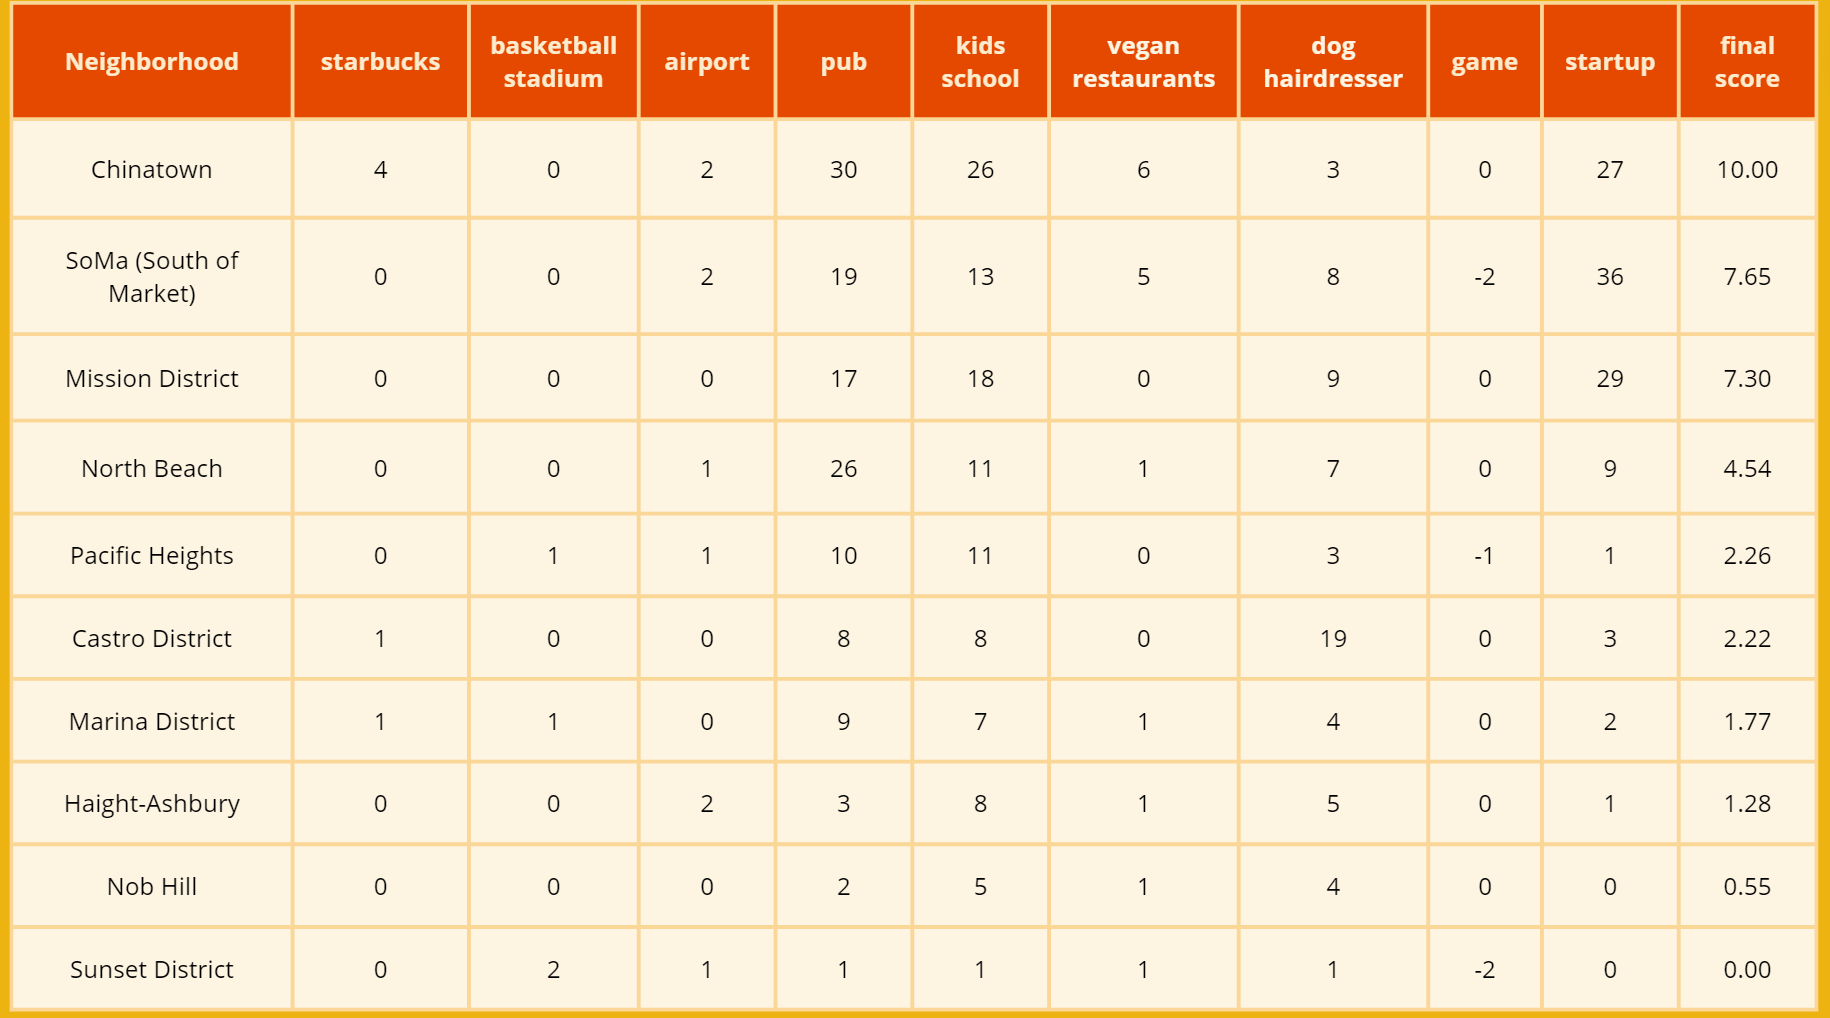 Neighborhood starbucks basketball stadium airport pub kids school vegan restaurants dog hairdresser game startup final score
Chinatown 4 0 2 30 26 6 3 0 27 10.00
SoMa (South of Market) 0 0 2 19 13 5 8 -2 36 7.65
Mission District 0 0 0 17 18 0 9 0 29 7.30
North Beach 0 0 1 26 11 1 7 0 9 4.54
Pacific Heights 0 1 1 10 11 0 3 -1 1 2.26
Castro District 1 0 0 8 8 0 19 0 3 2.22
Marina District 1 1 0 9 7 1 4 0 2 1.77
Haight-Ashbury 0 0 2 3 8 1 5 0 1 1.28
Nob Hill 0 0 0 2 5 1 4 0 0 0.55
Sunset District 0 2 1 1 1 1 1 -2 0 0.00